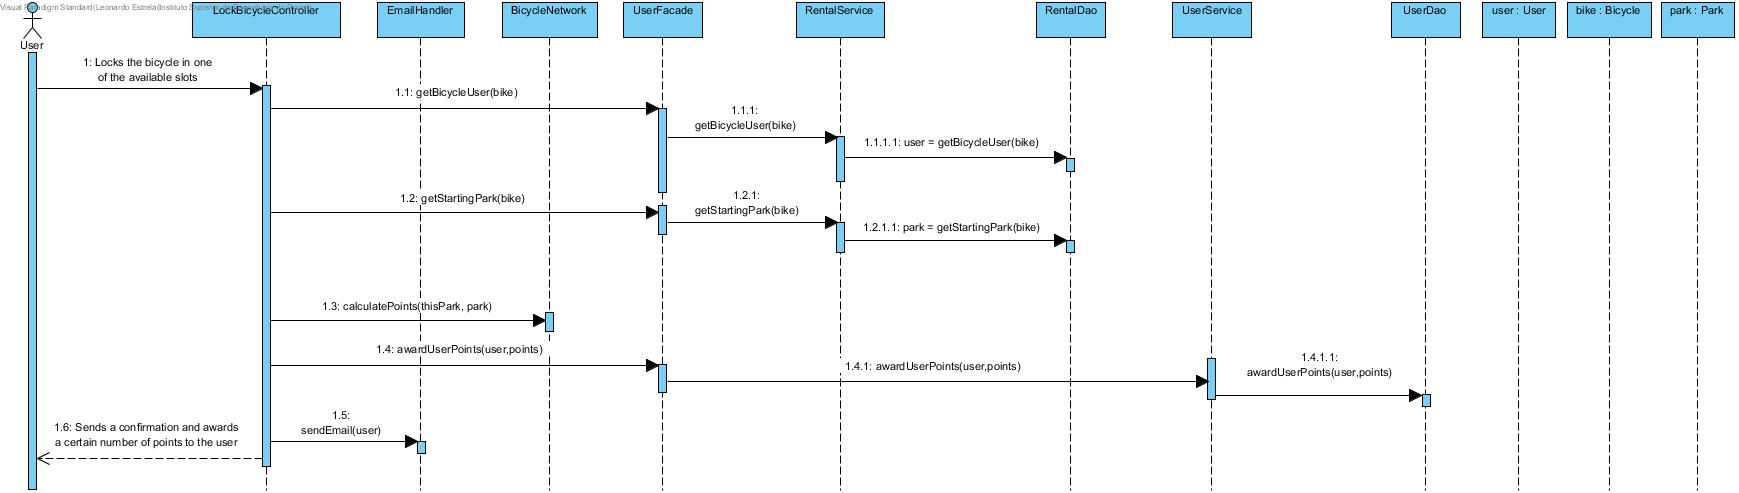 Visual Paradigm Standard(Leonardo Estrela(Instituto Super
LockBicycleController
EmailHandler
BicycleNetwork
UserFacade
RentalService
RentalDao
UserService
UserDao
user : User
bike : Bicycle
park : Park
User
1: Locks the bicycle in one
of the available slots
1.1: getBicycleUser(bike)
1.1.1:
getBicycleUser(bike)
1.1.1.1: user = getBicycleUser(bike)
1.2: getStartingPark(bike)
1.2.1:
getStartingPark(bike)
1.2.1.1: park = getStartingPark(bike)
1.3: calculatePoints(thisPark, park)
1.4: awardUserPoints(user,points)
1.4.1: awardUserPoints(user,points)
1.4.1.1:
awardUserPoints(user,points)
1.5:
sendEmail(user)
1.6: Sends a confirmation and awards
a certain number of points to the user